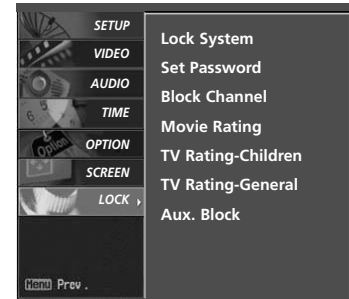 SETUP
VIDEO
AUDIO
TIME
OPTION
SCREEN
LOCK
Menu Prev.
Lock System
Set Password
Block Channel
Movie Rating
TV Rating-Children
TV Rating-General
Aux. Block